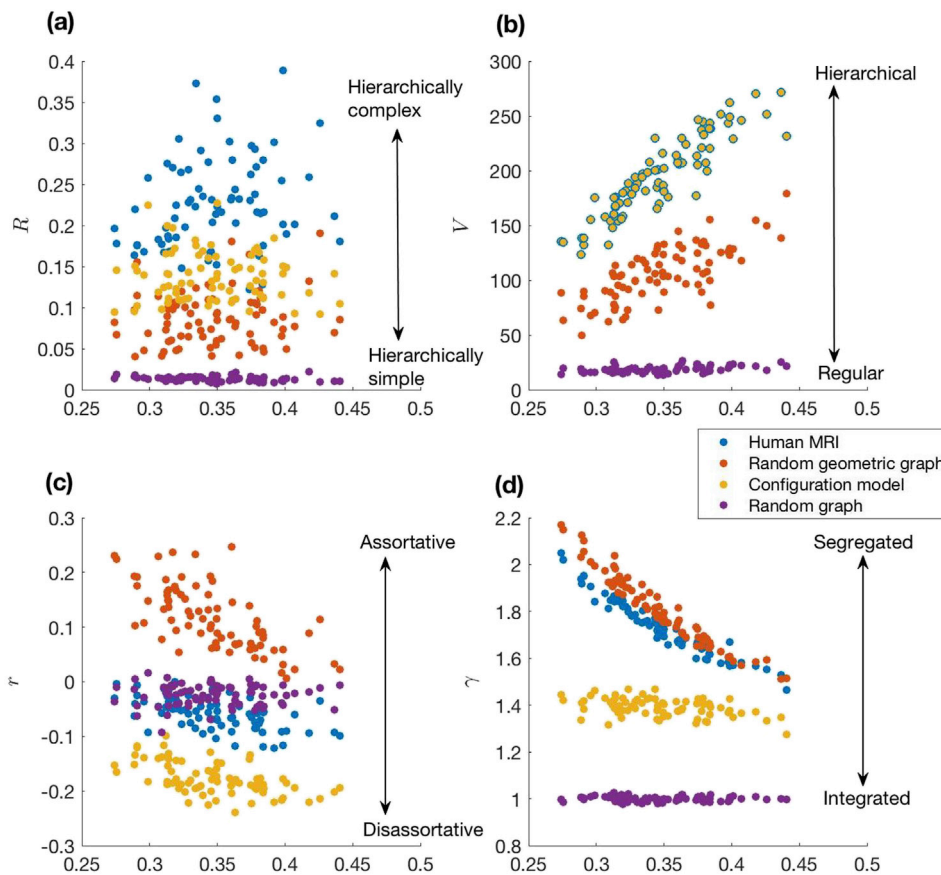 (a)
0.4
0.35
0.3
0.25
0.2
0.15
0.1
0.05
0
R
Hierarchically
complex
Hierarchically
simple
0.25 0.3 0.35 0.4 0.45 0.5
(b)
300
250
200
150
100
50
0
V
Hierarchical
Regular
0.25 0.3 0.35 0.4 0.45 0.5
Human MRI
Random geometric graph
Configuration model
Random graph
(c)
0.3
0.2
0.1
0
-0.1
-0.2
-0.3
r
Assortative
Disassortative
0.25 0.3 0.35 0.4 0.45 0.5
(d)
2.2
2
1.8
1.6
1.4
1.2
1
0.8
γ
Segregated
Integrated
0.25 0.3 0.35 0.4 0.45 0.5